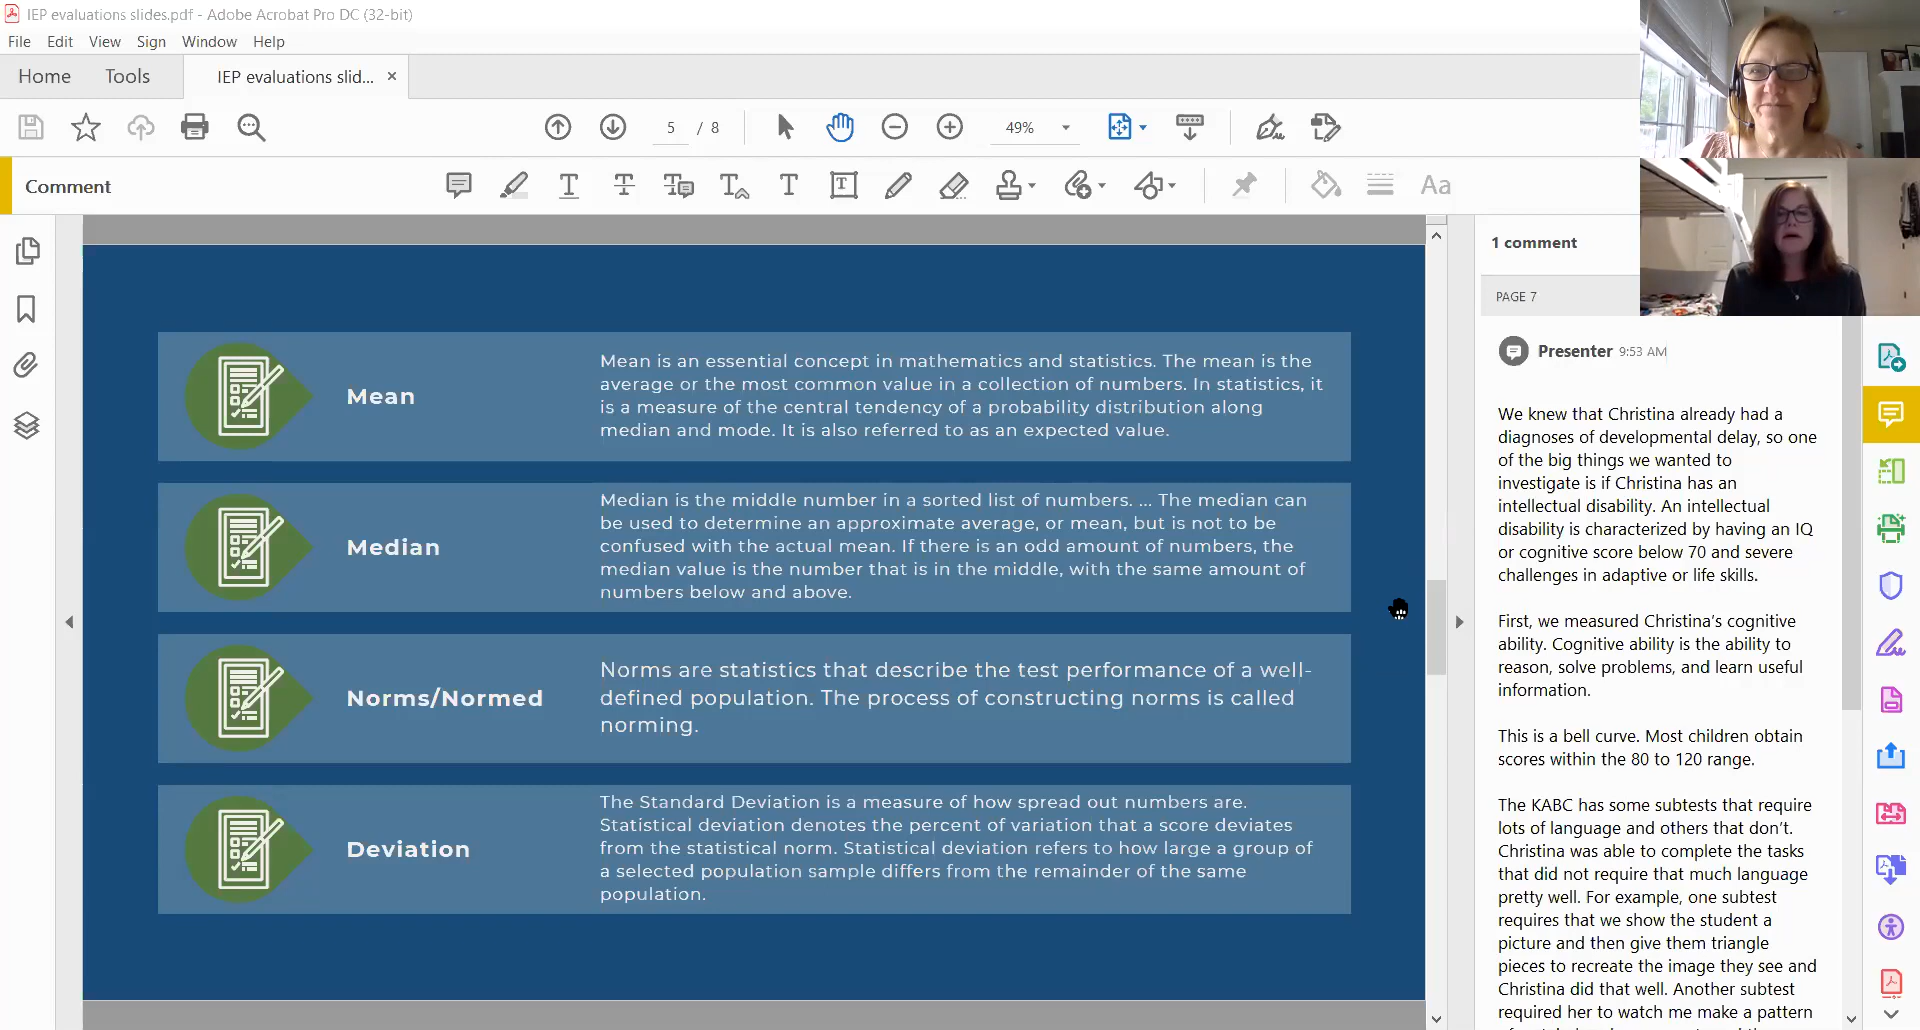 IEP evaluations slides.pdf - Adobe Acrobat Pro DC (32-bit)
File Edit View Sign Window Help
Home Tools IEP evaluations slid... ×
5 / 8 49%
Comment
Aa
Mean
Mean is an essential concept in mathematics and statistics. The mean is the
average or the most common value in a collection of numbers. In statistics, it
is a measure of the central tendency of a probability distribution along
median and mode. It is also referred to as an expected value.
Median
Median is the middle number in a sorted list of numbers. ... The median can
be used to determine an approximate average, or mean, but is not to be
confused with the actual mean. If there is an odd amount of numbers, the
median value is the number that is in the middle, with the same amount of
numbers below and above.
Norms/Normed
Norms are statistics that describe the test performance of a well-
defined population. The process of constructing norms is called
norming.
Deviation
The Standard Deviation is a measure of how spread out numbers are.
Statistical deviation denotes the percent of variation that a score deviates
from the statistical norm. Statistical deviation refers to how large a group of
a selected population sample differs from the remainder of the same
population.
1 comment
PAGE 7
Presenter 9:53 AM
We knew that Christina already had a
diagnoses of developmental delay, so one
of the big things we wanted to
investigate is if Christina has an
intellectual disability. An intellectual
disability is characterized by having an IQ
or cognitive score below 70 and severe
challenges in adaptive or life skills.
First, we measured Christina's cognitive
ability. Cognitive ability is the ability to
reason, solve problems, and learn useful
information.
This is a bell curve. Most children obtain
scores within the 80 to 120 range.
The KABC has some subtests that require
lots of language and others that don't.
Christina was able to complete the tasks
that did not require that much language
pretty well. For example, one subtest
requires that we show the student a
picture and then give them triangle
pieces to recreate the image they see and
Christina did that well. Another subtest
required her to watch me make a pattern